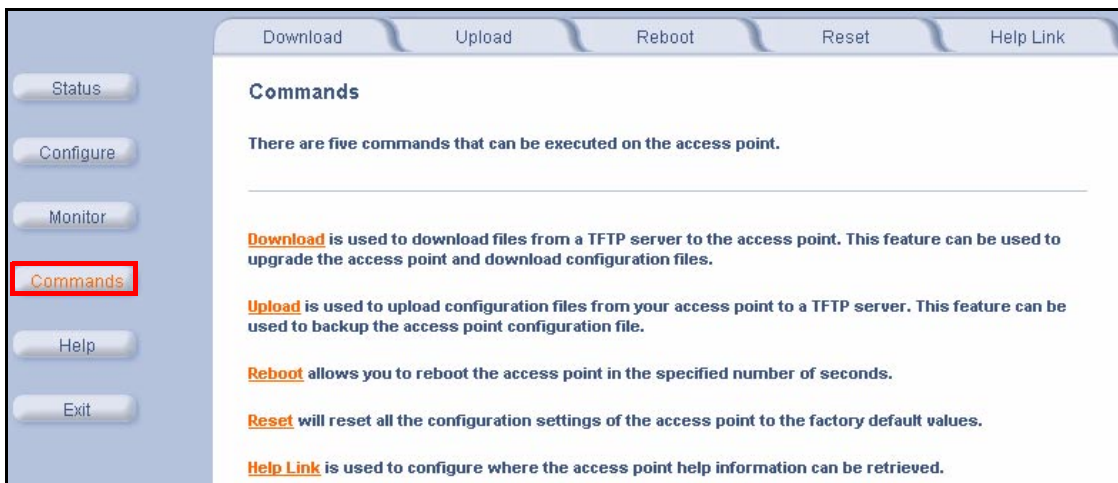 Download Upload Reboot Reset Help Link
Status
Configure
Monitor
Commands
Help
Exit
Commands
There are five commands that can be executed on the access point.
Download is used to download files from a TFTP server to the access point. This feature can be used to
upgrade the access point and download configuration files.
Upload is used to upload configuration files from your access point to a TFTP server. This feature can be
used to backup the access point configuration file.
Reboot allows you to reboot the access point in the specified number of seconds.
Reset will reset all the configuration settings of the access point to the factory default values.
Help Link is used to configure where the access point help information can be retrieved.